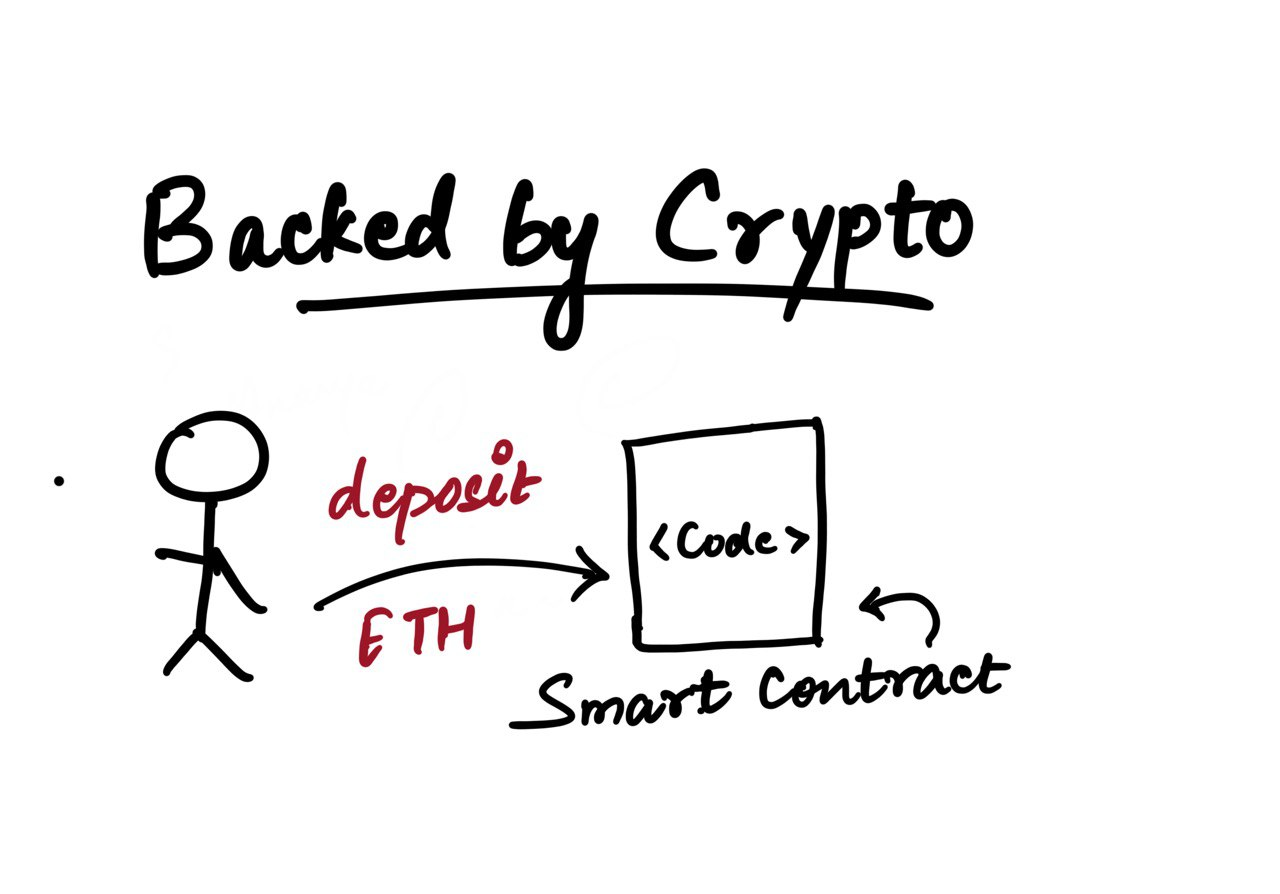 Backed by Crypto
deposit
ETH
<Code>
Smart Contract